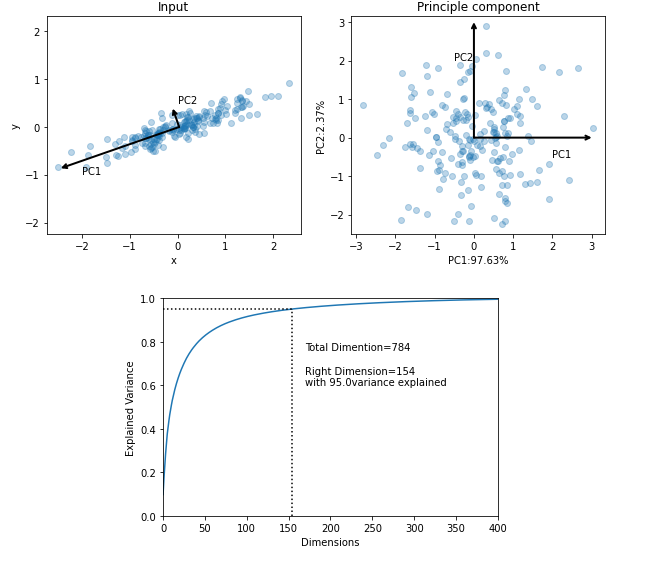 Input
2
1
0
−1
−2
y
PC2
PC1
−2
−1
0
1
2
x
Principle component
3
2
1
0
−1
−2
PC2:2.37%
PC2
PC1
−3
−2
−1
0
1
2
3
PC1:97.63%
1.0
0.8
0.6
0.4
0.2
0.0
Explained Variance
Total Dimention=784
Right Dimension=154
with 95.0variance explained
0
50
100
150
200
250
300
350
400
Dimensions